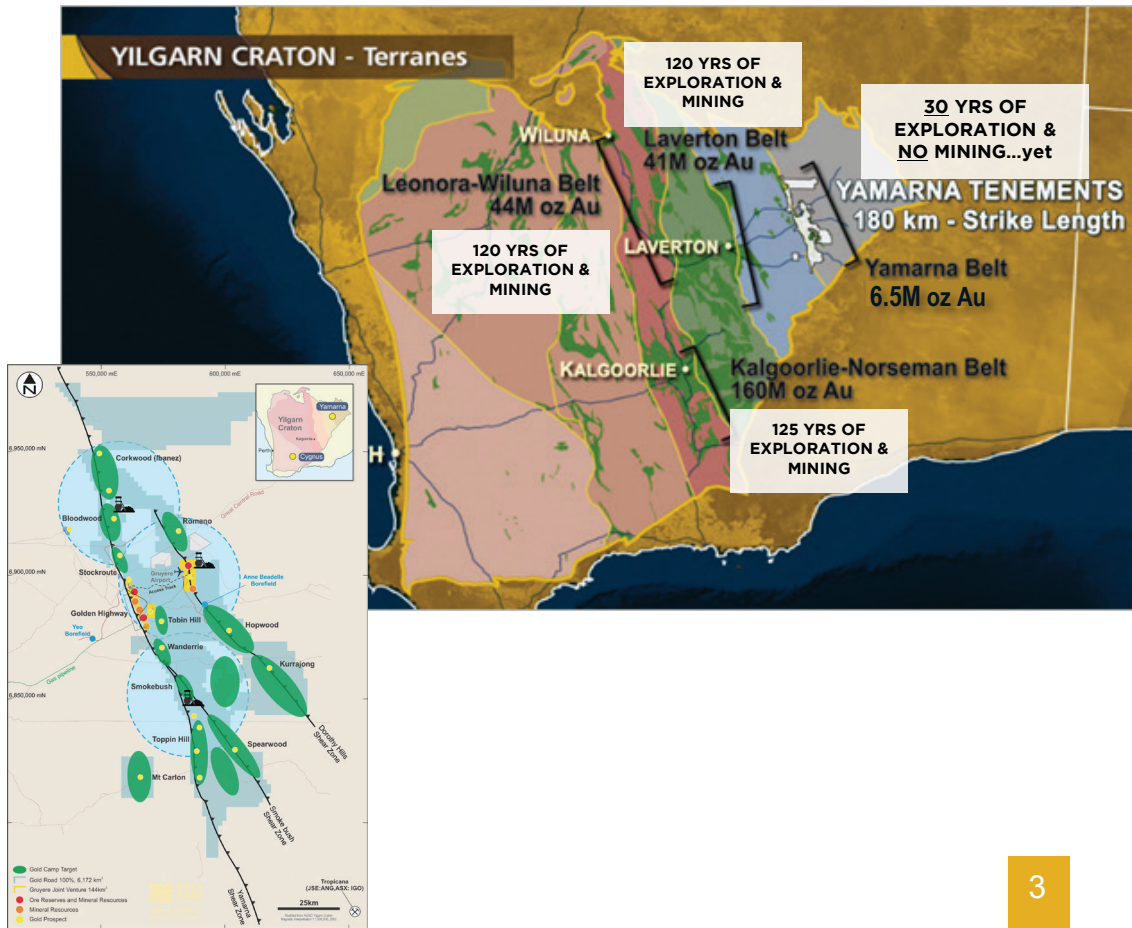 YILGARN CRATON - Terranes
120 YRS OF
EXPLORATION &
MINING
30 YRS OF
EXPLORATION &
NO MINING...yet
WILUNA
Laverton Belt
41M oz Au
Leonora-Wiluna Belt
44M oz Au
YAMARNA TENEMENTS
180 km - Strike Length
120 YRS OF
EXPLORATION &
MINING
LAVERTON
Yamarna Belt
6.5M oz Au
KALGOORLIE
Kalgoorlie-Norseman Belt
160M oz Au
H
125 YRS OF
EXPLORATION &
MINING
N
550,000 mE
600,000 mE
650,000 mE
Yamarna
Yilgarn
Craton
Kalgoorlie
Perth
Cygnus
6,950,000 mN
Corkwood (Ibanez)
Great Central Road
Bloodwood
Romano
Stockroute
6,900,000 mN
Gruyere
Airport
Access Track
Anne Beadelle
Borefield
Golden Highway
Tobin Hill
Hopwood
Yeo
Borefield
Wanderrie
Kurrajong
Gas pipeline
Smokebush
6,850,000 mN
Toppin Hill
Spearwood
Dorothy Hills
Shear Zone
Mt Carlon
Smoke bush
Shear Zone
Yamarna
Shear Zone
Tropicana
(JSE:ANG,ASX: IGO)
25km
Gold Camp Target
Gold Road 100%, 6,172 km²
Gruyere Joint Venture 144km²
Ore Reserves and Mineral Resources
Mineral Resources
Gold Prospect
3